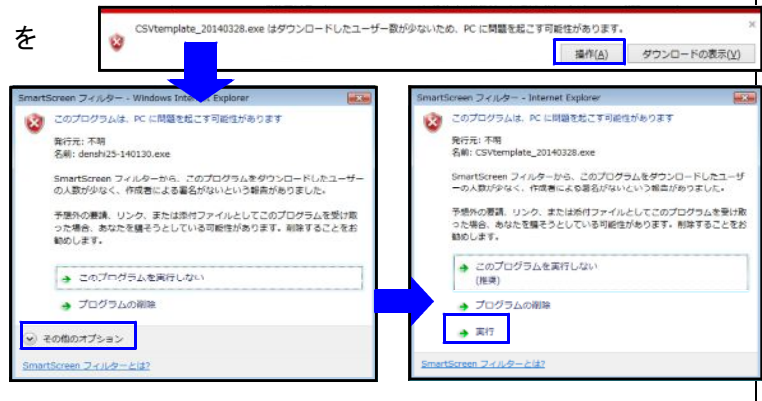 を
CSVtemplate_20140328.exe はダウンロードしたユーザー数が少ないため、PC に問題を起こす可能性があります。
操作(A)
ダウンロードの表示(V)
SmartScreen フィルター - Windows Internet Explorer
このプログラムは、PC に問題を起こす可能性があります
発行元: 不明
名前: denshi25-140130.exe
SmartScreen フィルターから、このプログラムをダウンロードしたユーザー
の人数が少なく、作成者による署名がないという報告がありました。
予想外の要請、リンク、または添付ファイルとしてこのプログラムを受け取
った場合、あなたを騙そうとしている可能性があります。削除することをお
勧めします。
このプログラムを実行しない
プログラムの削除
その他のオプション
SmartScreen フィルターとは?
SmartScreen フィルター - Internet Explorer
このプログラムは、PC に問題を起こす可能性があります
発行元: 不明
名前: CSVtemplate_20140328.exe
SmartScreen フィルターから、このプログラムをダウンロードしたユーザ
ーの人数が少なく、作成者による署名がないという報告がありました。
予想外の要請、リンク、または添付ファイルとしてこのプログラムを受け取
った場合、あなたを騙そうとしている可能性があります。削除することをお
勧めします。
このプログラムを実行しない
(推奨)
プログラムの削除
実行
SmartScreen フィルターとは?